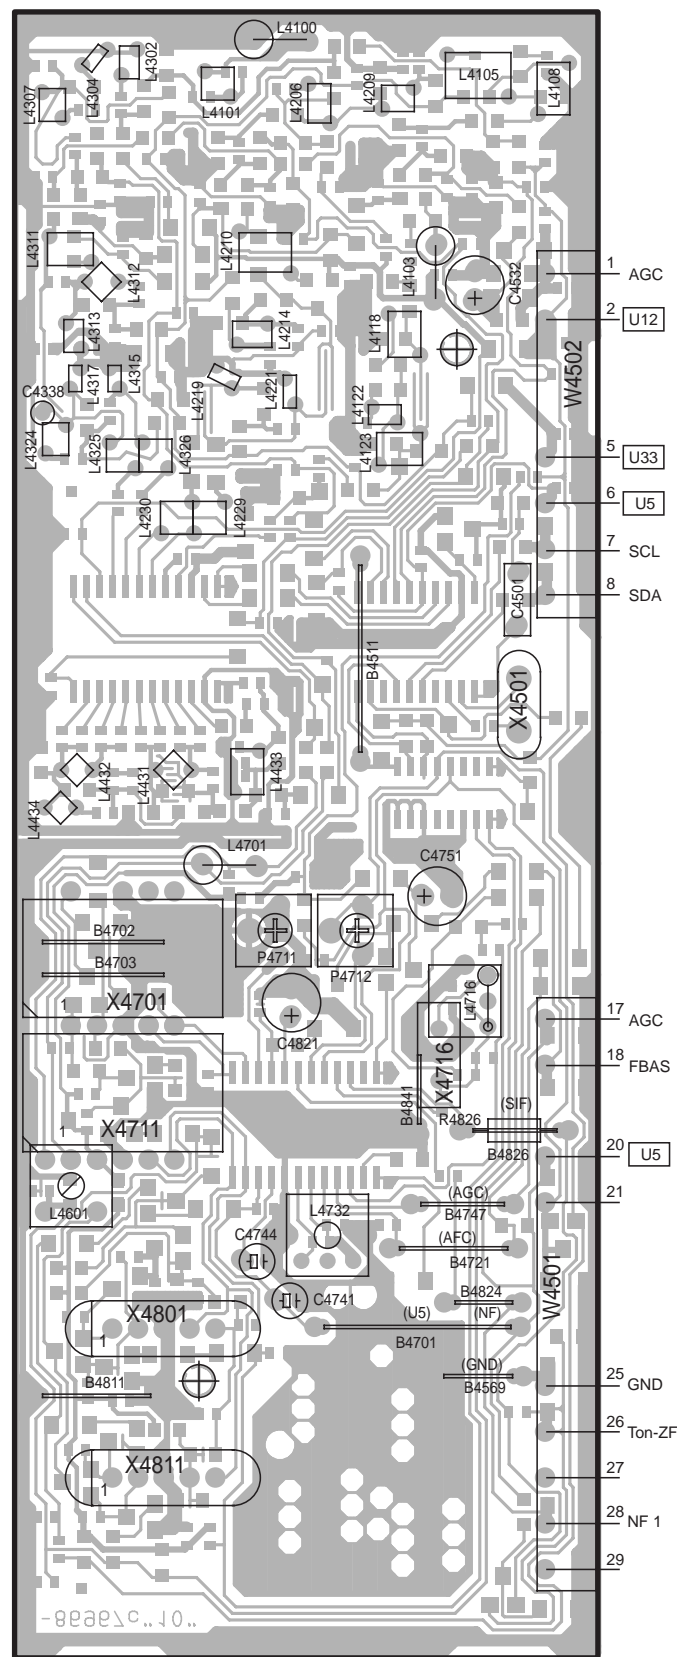 L4100
L4302
L4304
L4307
L4101
L4206
L4209
L4105
L4108
L4311
L4312
L4210
L4103
C4532
1 AGC
2 U12
L4313
L4214
L4118
W4502
L4317
L4315
C4338
L4219
L4221
L4122
L4324
L4325
L4326
L4123
5 U33
6 U5
L4230
L4229
7 SCL
8 SDA
C4501
B4511
X4501
L4432
L4431
L4433
L4434
L4701
C4751
B4702
B4703
P4711
P4712
1 X4701
L4716
C4821
17 AGC
18 FBAS
X4716
B4841
(SIF)
R4826
1 X4711
B4826
20 U5
L4601
(AGC)
B4747
21
L4732
C4744
(AFC)
B4721
W4501
C4741
B4824
X4801
1
(U5) (NF)
B4701
(GND)
B4569
B4811
25 GND
26 Ton-ZF
X4811
1
27
28 NF 1
29
-86967c"10"